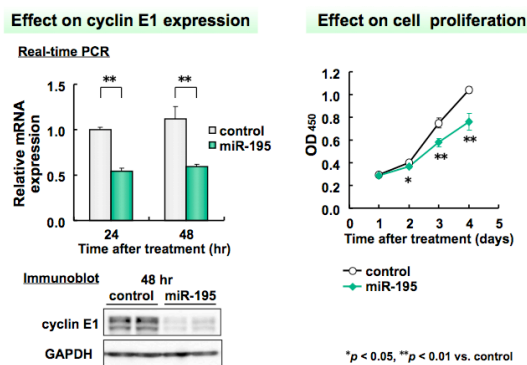 Effect on cyclin E1 expression
Real-time PCR
Relative mRNA
expression
1.5
1.0
0.5
0.0
**
**
control
miR-195
24
48
Time after treatment (hr)
Immunoblot
48 hr
control
miR-195
cyclin E1
GAPDH
Effect on cell proliferation
OD 450
1.2
1.0
0.8
0.6
0.4
0.2
*
**
**
0
1
2
3
4
5
Time after treatment (days)
control
miR-195
*p < 0.05, **p < 0.01 vs. control